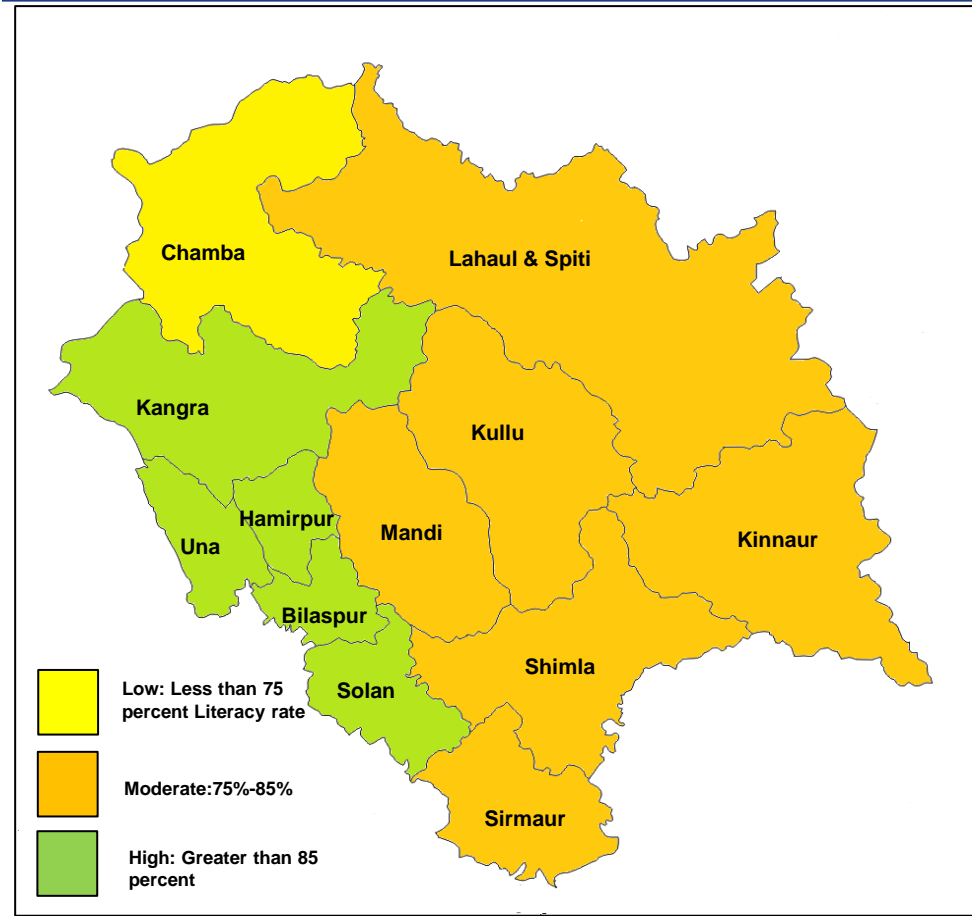 Chamba
Lahaul & Spiti
Kangra
Kullu
Hamirpur
Mandi
Una
Kinnaur
Bilaspur
Shimla
Solan
Sirmaur
Low: Less than 75
percent Literacy rate
Moderate:75%-85%
High: Greater than 85
percent